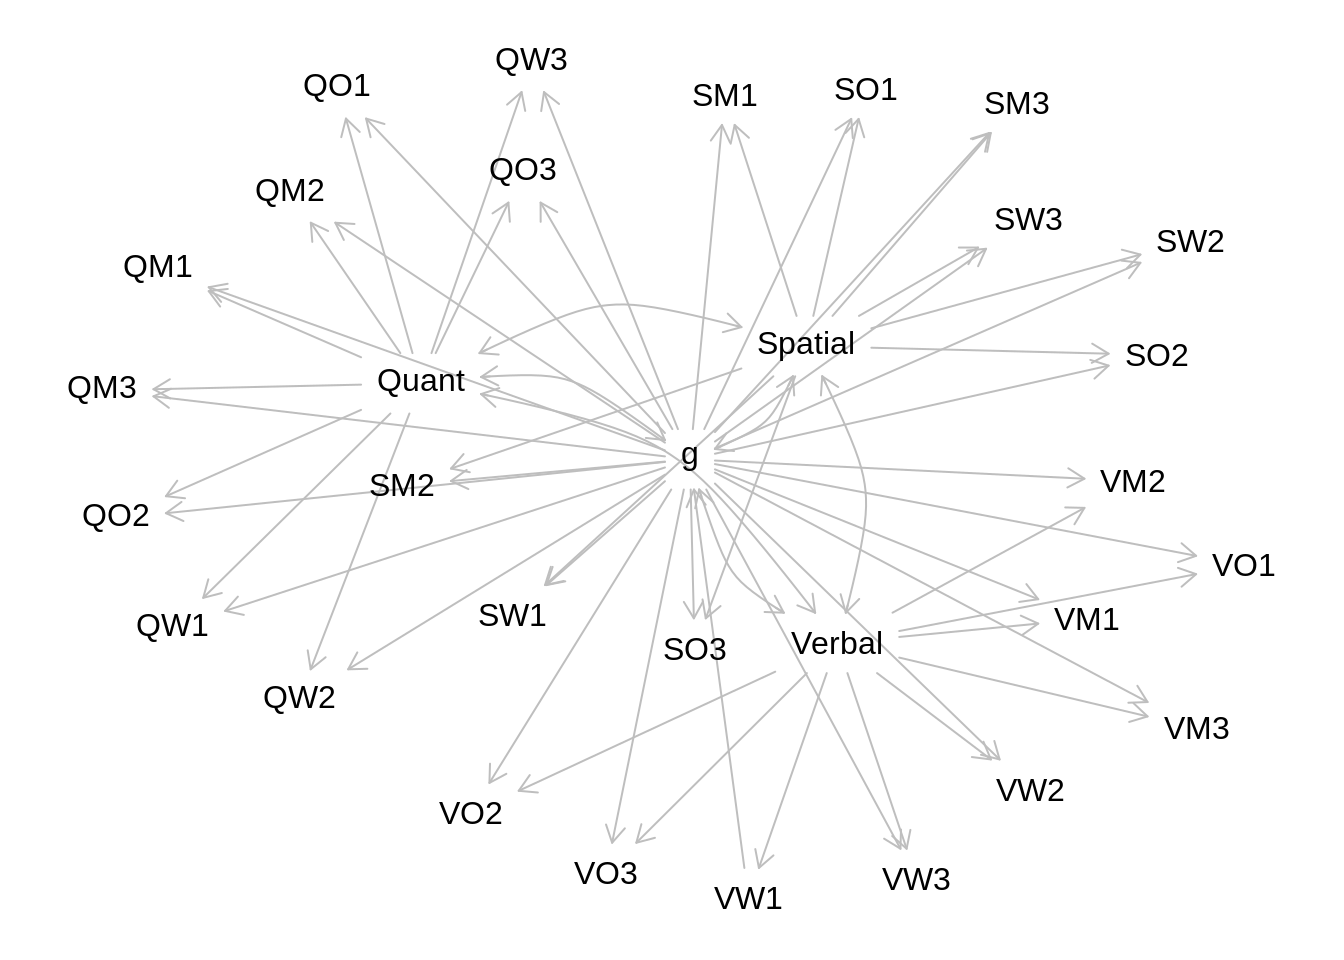 QW3
QO1
SM1
SO1
SM3
QO3
QM2
SW3
SW2
QM1
Spatial
SO2
Quant
QM3
g
SM2
VM2
QO2
VO1
SW1
VM1
QW1
SO3
Verbal
QW2
VM3
VW2
VO2
VO3
VW3
VW1